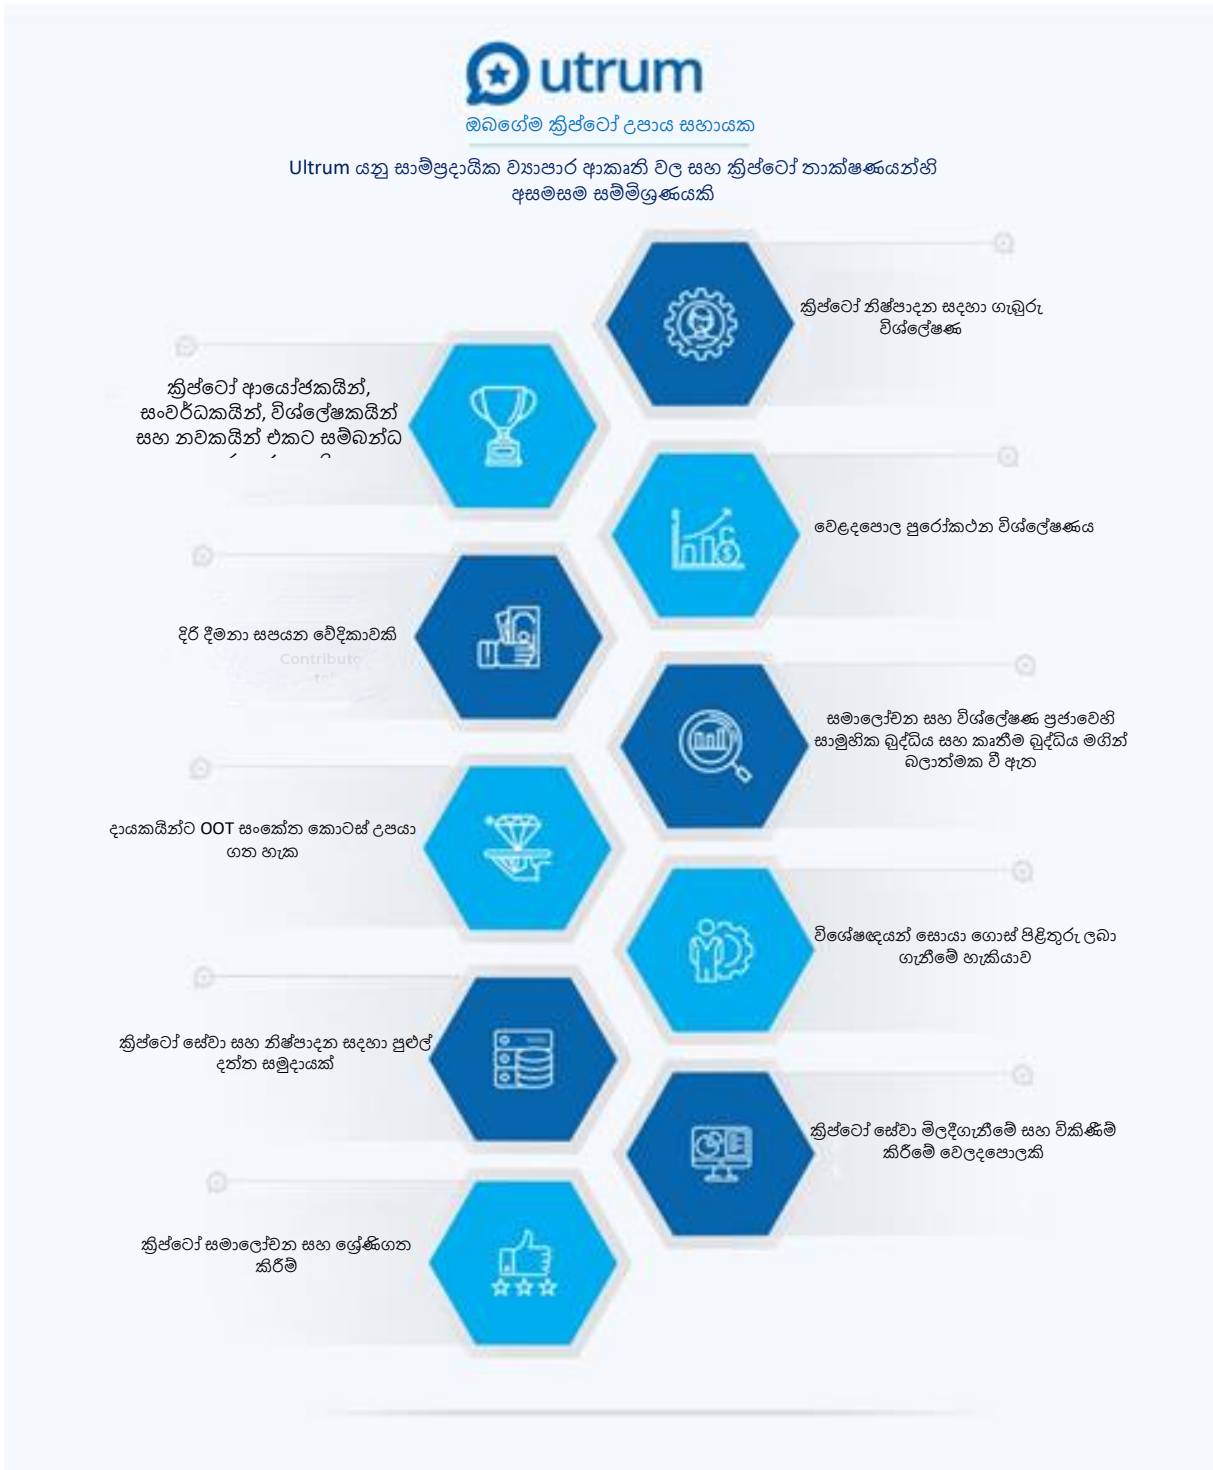 utrum
ඔබගේම ක්‍රිප්ටෝ උපාය සහායක
Ultrum යනු සාම්ප්‍රදායික ව්‍යාපාර ආකෘති වල සහ ක්‍රිප්ටෝ තාක්ෂණයන්හි
අසමසම සම්මිශ්‍රණයකි
ක්‍රිප්ටෝ නිෂ්පාදන සඳහා ගැඹුරු
විශ්ලේෂණ
ක්‍රිප්ටෝ ආයෝජකයින්,
සංවර්ධකයින්, විශ්ලේෂකයින්
සහ නවකයින් එකට සම්බන්ධ
වෙළඳපොල පුරෝකථන විශ්ලේෂණය
දිරි දීමනා සපයන වේදිකාවකි
Contribut
සමාලෝචන සහ විශ්ලේෂණ ප්‍රජාවෙහි
සාමුහික බුද්ධිය සහ කෘතීම බුද්ධිය මගින්
බලාත්මක වී ඇත
දායකයින්ට OOT සංකේත කොටස් උපයා
ගත හැක
විශේෂඥයන් සොයා ගොස් පිළිතුරු ලබා
ගැනීමේ හැකියාව
ක්‍රිප්ටෝ සේවා සහ නිෂ්පාදන සඳහා පුළුල්
දත්ත සමුදායක්
ක්‍රිප්ටෝ සේවා මිලදීගැනීමේ සහ විකිණීම්
කිරීමේ වෙලඳපොලකි
ක්‍රිප්ටෝ සමාලෝචන සහ ශ්‍රේණිගත
කිරීම්